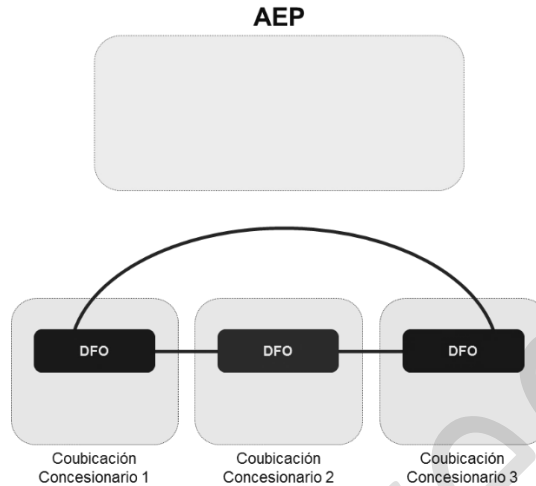 AEP
DFO
DFO
DFO
Coubicación
Concesionario 1
Coubicación
Concesionario 2
Coubicación
Concesionario 3